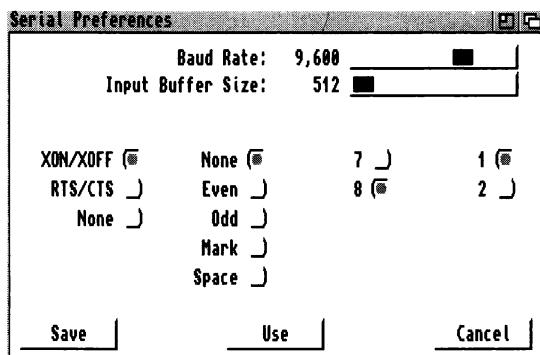 Serial Preferences
Baud Rate: 9,600
Input Buffer Size: 512
XON/XOFF None 7 1
RTS/CTS Even 8 2
None Odd
Mark
Space
Save Use Cancel